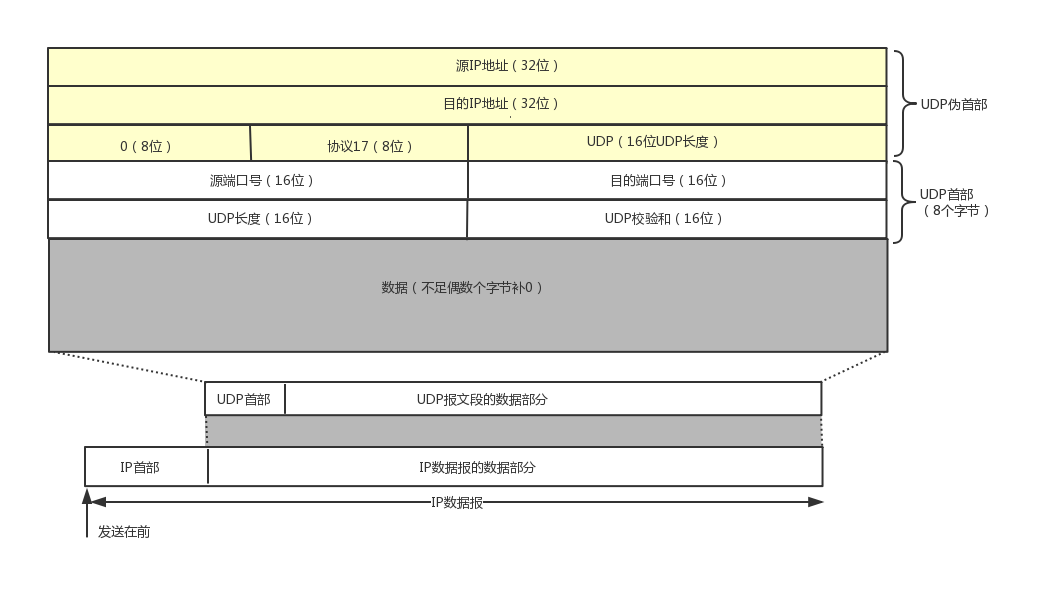 源IP地址（32位）
目的IP地址（32位）
UDP伪首部
0（8位）
协议17（8位）
UDP（16位UDP长度）
源端口号（16位）
目的端口号（16位）
UDP首部
（8个字节）
UDP长度（16位）
UDP校验和（16位）
数据（不足偶数个字节补0）
UDP首部
UDP报文段的数据部分
IP首部
IP数据报的数据部分
IP数据报
发送在前